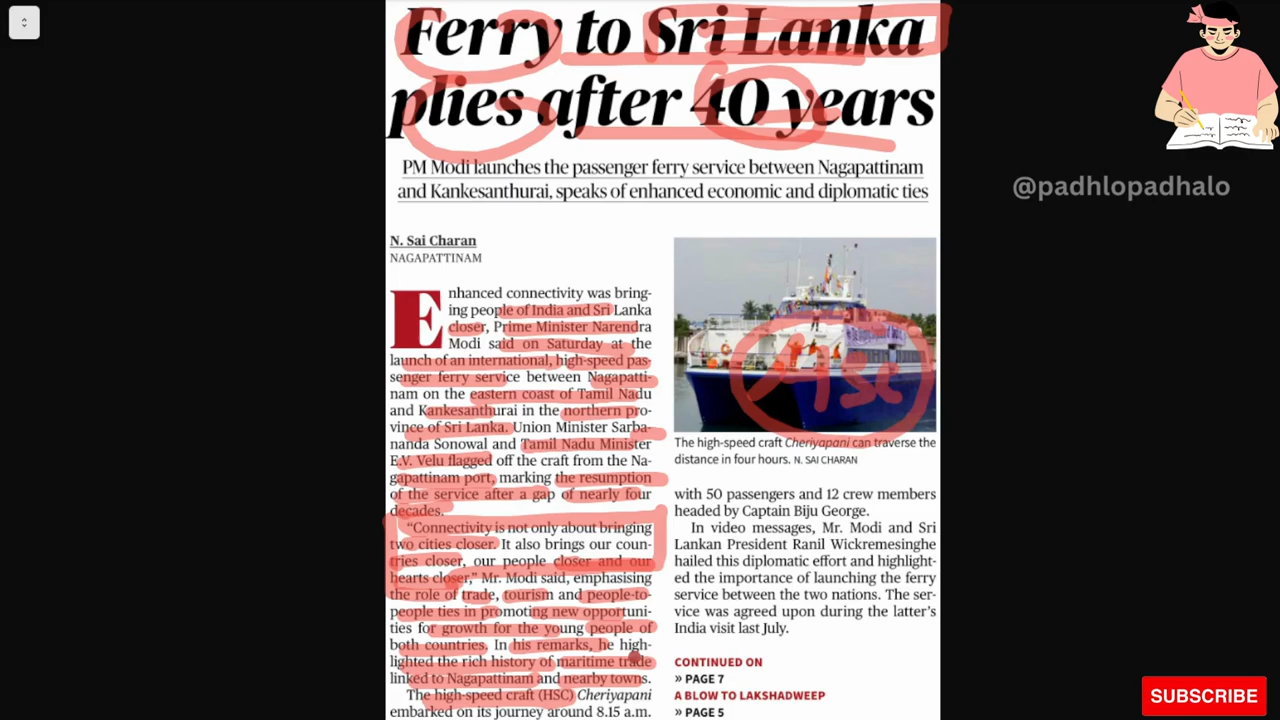 Ferry to Sri Lanka
plies after 40 years
PM Modi launches the passenger ferry service between Nagapattinam
and Kankesanthurai, speaks of enhanced economic and diplomatic ties
@padhlopadhalo
N. Sai Charan
NAGAPATTINAM
Enhanced connectivity was bring-
ing people of India and Sri Lanka
closer, Prime Minister Narendra
Modi said on Saturday at the
launch of an international, high-speed pas-
senger ferry service between Nagapatti-
nam on the eastern coast of Tamil Nadu
and Kankesanthurai in the northern pro-
vince of Sri Lanka. Union Minister Sarba-
nanda Sonowal and Tamil Nadu Minister
E.V. Velu flagged off the craft from the Na-
gapattinam port, marking the resumption
of the service after a gap of nearly four
decades.
“Connectivity is not only about bringing
two cities closer. It also brings our coun-
tries closer, our people closer and our
hearts closer,” Mr. Modi said, emphasising
the role of trade, tourism and people-to-
people ties in promoting new opportuni-
ties for growth for the young people of
both countries. In his remarks, he high-
lighted the rich history of maritime trade
linked to Nagapattinam and nearby towns.
The high-speed craft (HSC) Cheriyapani
embarked on its journey around 8.15 a.m.
HSC
The high-speed craft Cheriyapani can traverse the
distance in four hours. N. SAI CHARAN
with 50 passengers and 12 crew members
headed by Captain Biju George.
In video messages, Mr. Modi and Sri
Lankan President Ranil Wickremesinghe
hailed this diplomatic effort and highlight-
ed the importance of launching the ferry
service between the two nations. The ser-
vice was agreed upon during the latter’s
India visit last July.
CONTINUED ON
» PAGE 7
A BLOW TO LAKSHADWEEP
» PAGE 5
SUBSCRIBE